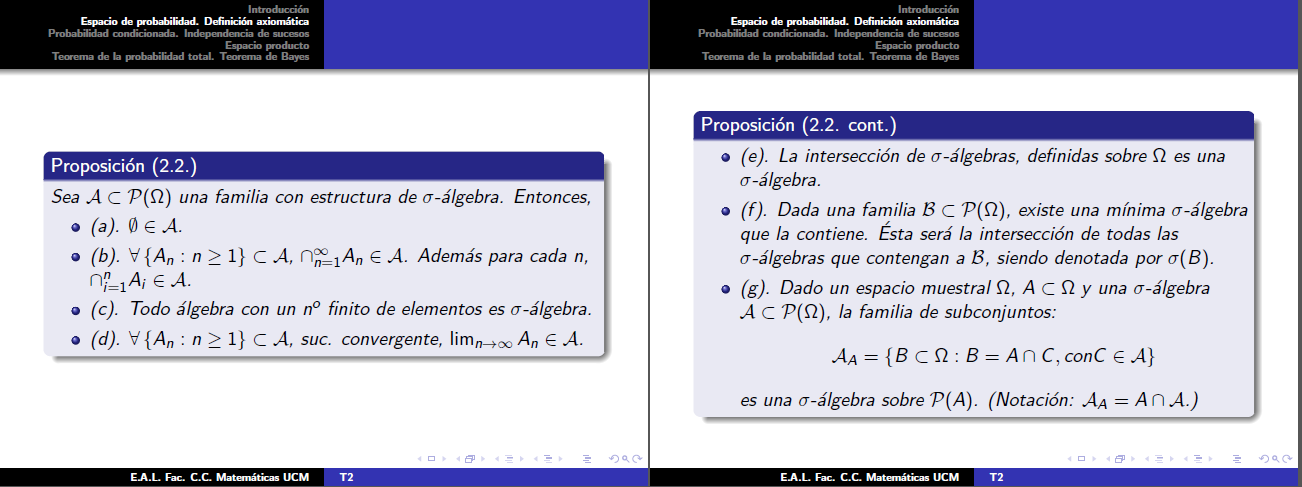 Introducción
Espacio de probabilidad. Definición axiomática
Probabilidad condicionada. Independencia de sucesos
Espacio producto
Teorema de la probabilidad total. Teorema de Bayes
Proposición (2.2.)
Sea 𝒜 ⊂ 𝒫(Ω) una familia con estructura de σ-álgebra. Entonces,
(a). ∅ ∈ 𝒜.
(b). ∀ {Aₙ : n ≥ 1} ⊂ 𝒜, ∩_{n=1}^{∞} Aₙ ∈ 𝒜. Además para cada n,
∩_{i=1}^{n} Aᵢ ∈ 𝒜.
(c). Todo álgebra con un nº finito de elementos es σ-álgebra.
(d). ∀ {Aₙ : n ≥ 1} ⊂ 𝒜, suc. convergente, lim_{n→∞} Aₙ ∈ 𝒜.
E.A.L. Fac. C.C. Matemáticas UCM T2
Introducción
Espacio de probabilidad. Definición axiomática
Probabilidad condicionada. Independencia de sucesos
Espacio producto
Teorema de la probabilidad total. Teorema de Bayes
Proposición (2.2. cont.)
(e). La intersección de σ-álgebras, definidas sobre Ω es una
σ-álgebra.
(f). Dada una familia ℬ ⊂ 𝒫(Ω), existe una mínima σ-álgebra
que la contiene. Ésta será la intersección de todas las
σ-álgebras que contengan a ℬ, siendo denotada por σ(B).
(g). Dado un espacio muestral Ω, A ⊂ Ω y una σ-álgebra
𝒜 ⊂ 𝒫(Ω), la familia de subconjuntos:
𝒜_A = {B ⊂ Ω : B = A ∩ C, conC ∈ 𝒜}
es una σ-álgebra sobre 𝒫(A). (Notación: 𝒜_A = A ∩ 𝒜.)
E.A.L. Fac. C.C. Matemáticas UCM T2